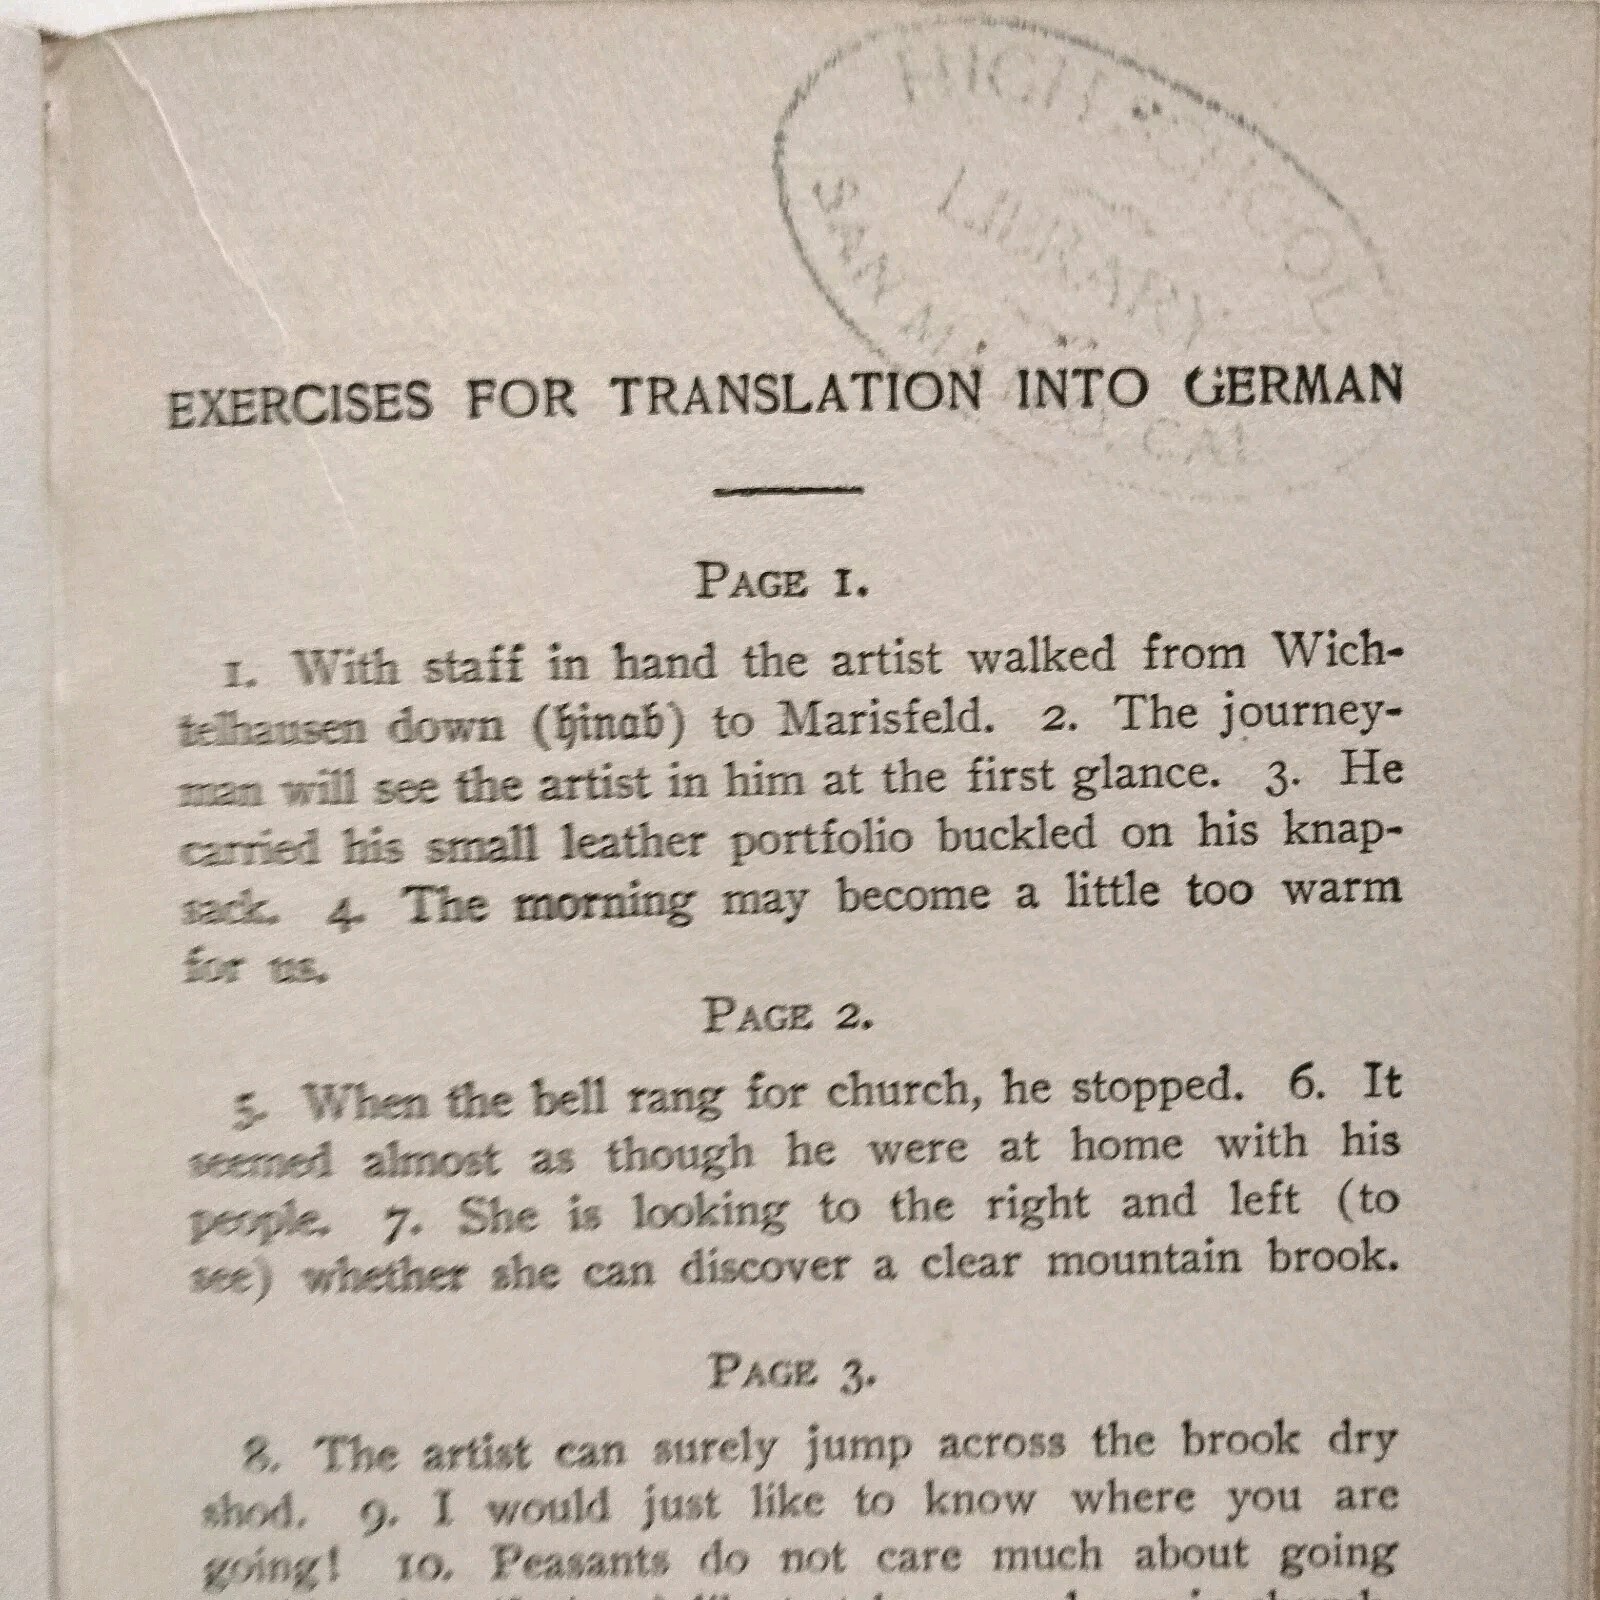 HIGH SCHOOL
LIBRARY
SAN M
CAL
EXERCISES FOR TRANSLATION INTO GERMAN
PAGE 1.
1. With staff in hand the artist walked from Wich-
telhausen down (hinab) to Marisfeld. 2. The journey-
man will see the artist in him at the first glance. 3. He
carried his small leather portfolio buckled on his knap-
sack. 4. The morning may become a little too warm
for us.
PAGE 2.
5. When the bell rang for church, he stopped. 6. It
seemed almost as though he were at home with his
people. 7. She is looking to the right and left (to
see) whether she can discover a clear mountain brook.
PAGE 3.
8. The artist can surely jump across the brook dry
shod. 9. I would just like to know where you are
going! 10. Peasants do not care much about going